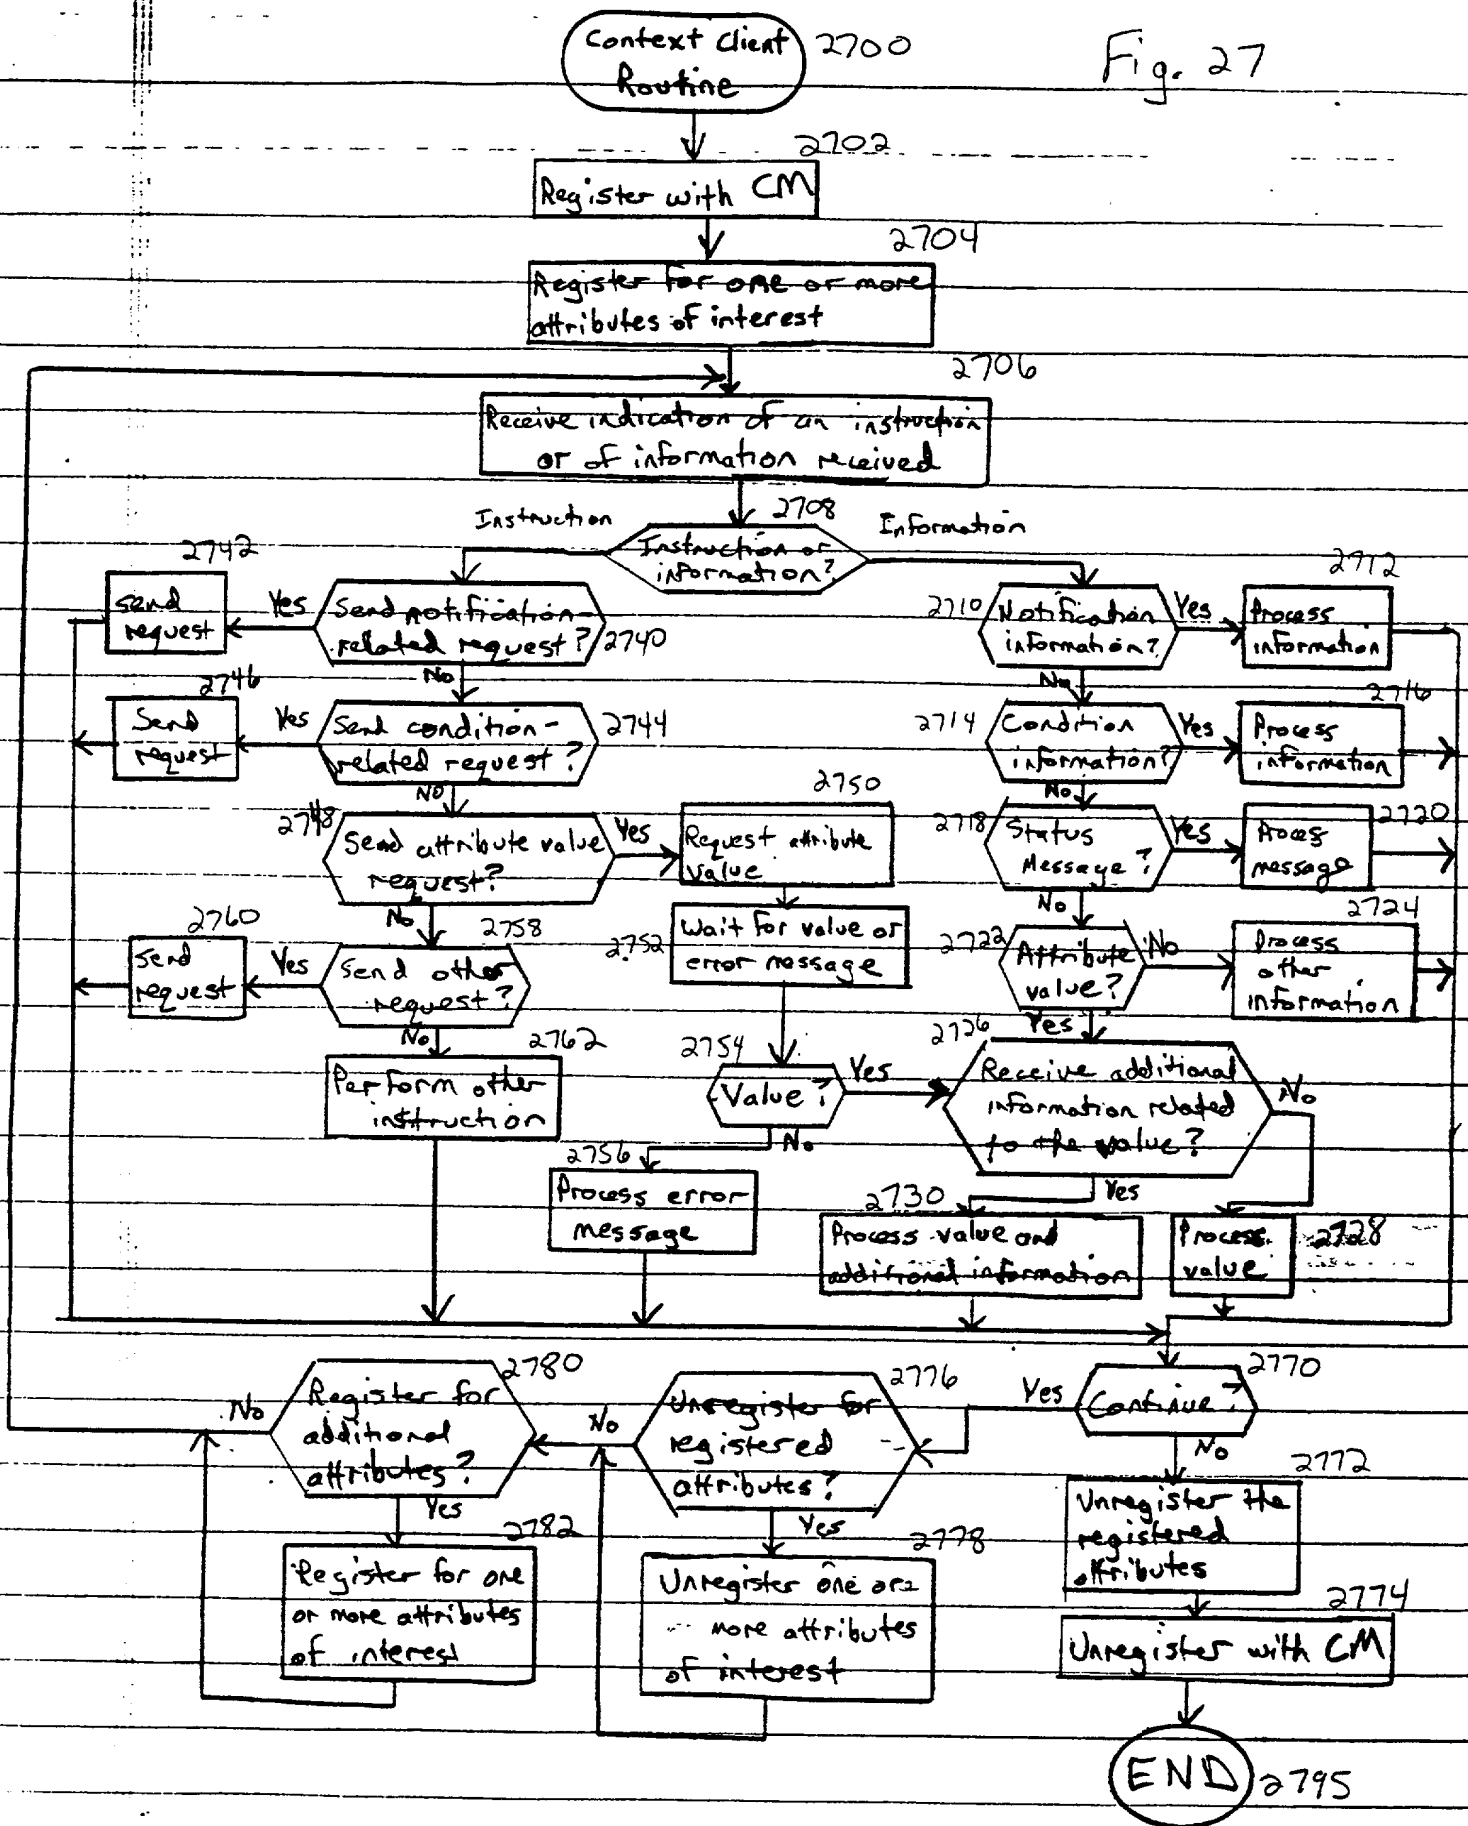 Context Client
Routine
2700
Fig. 27
2702
Register with CM
2704
Register for one or more
attributes of interest
2706
Receive indication of an instruction
or of information received
2708
Instruction
Information
Instruction or
information?
2742
send
request
Yes
Send notification-
related request?
2740
No
2746
Send
request
Yes
Send condition-
related request?
2744
No
2748
Send attribute value
request?
Yes
2750
Request attribute
value
No
2752
Wait for value or
error message
2760
Send
request
Yes
2758
Send other
request?
No
2762
Perform other
instruction
2754
Value?
Yes
No
2756
Process error
message
2710
Notification
information?
Yes
2712
Process
information
No
2714
Condition
information?
Yes
2716
Process
information
No
2718
Status
Message?
Yes
2720
Process
message
No
2722
Attribute
value?
No
2724
Process
other
information
Yes
2726
Receive additional
information related
to the value?
No
Yes
2730
Process value and
additional information
Process
value
2728
2770
Continue?
Yes
No
2776
Unregister for
registered
attributes?
No
Yes
2780
Register for
additional
attributes?
No
Yes
2782
Register for one
or more attributes
of interest
2778
Unregister one or
more attributes
of interest
2772
Unregister the
registered
attributes
2774
Unregister with CM
END
2795